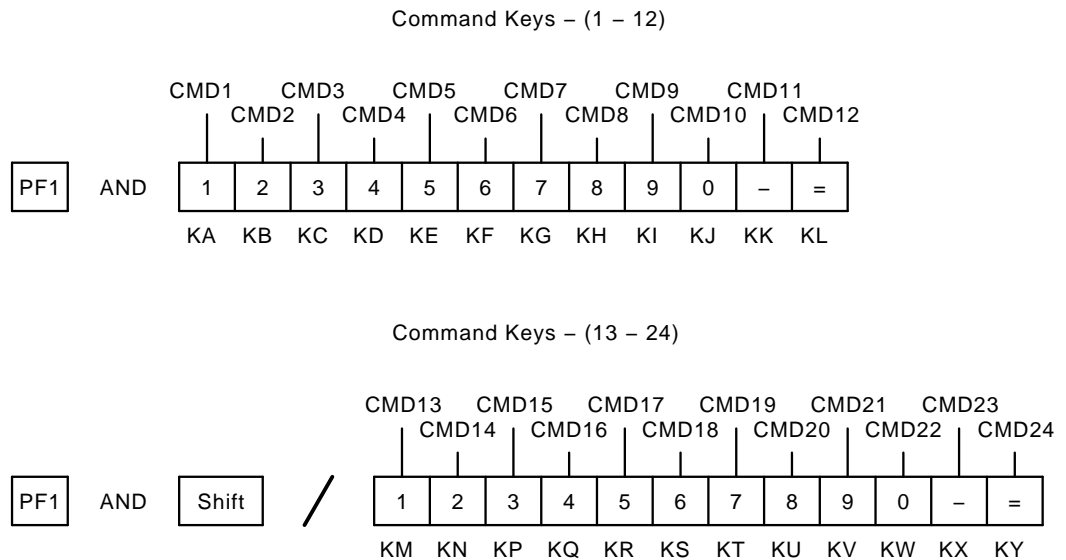 Command Keys – (1 – 12)
CMD1 CMD3 CMD5 CMD7 CMD9 CMD11
CMD2 CMD4 CMD6 CMD8 CMD10 CMD12
PF1 AND 1 2 3 4 5 6 7 8 9 0 – =
KA KB KC KD KE KF KG KH KI KJ KK KL
Command Keys – (13 – 24)
CMD13 CMD15 CMD17 CMD19 CMD21 CMD23
CMD14 CMD16 CMD18 CMD20 CMD22 CMD24
PF1 AND Shift / 1 2 3 4 5 6 7 8 9 0 – =
KM KN KP KQ KR KS KT KU KV KW KX KY